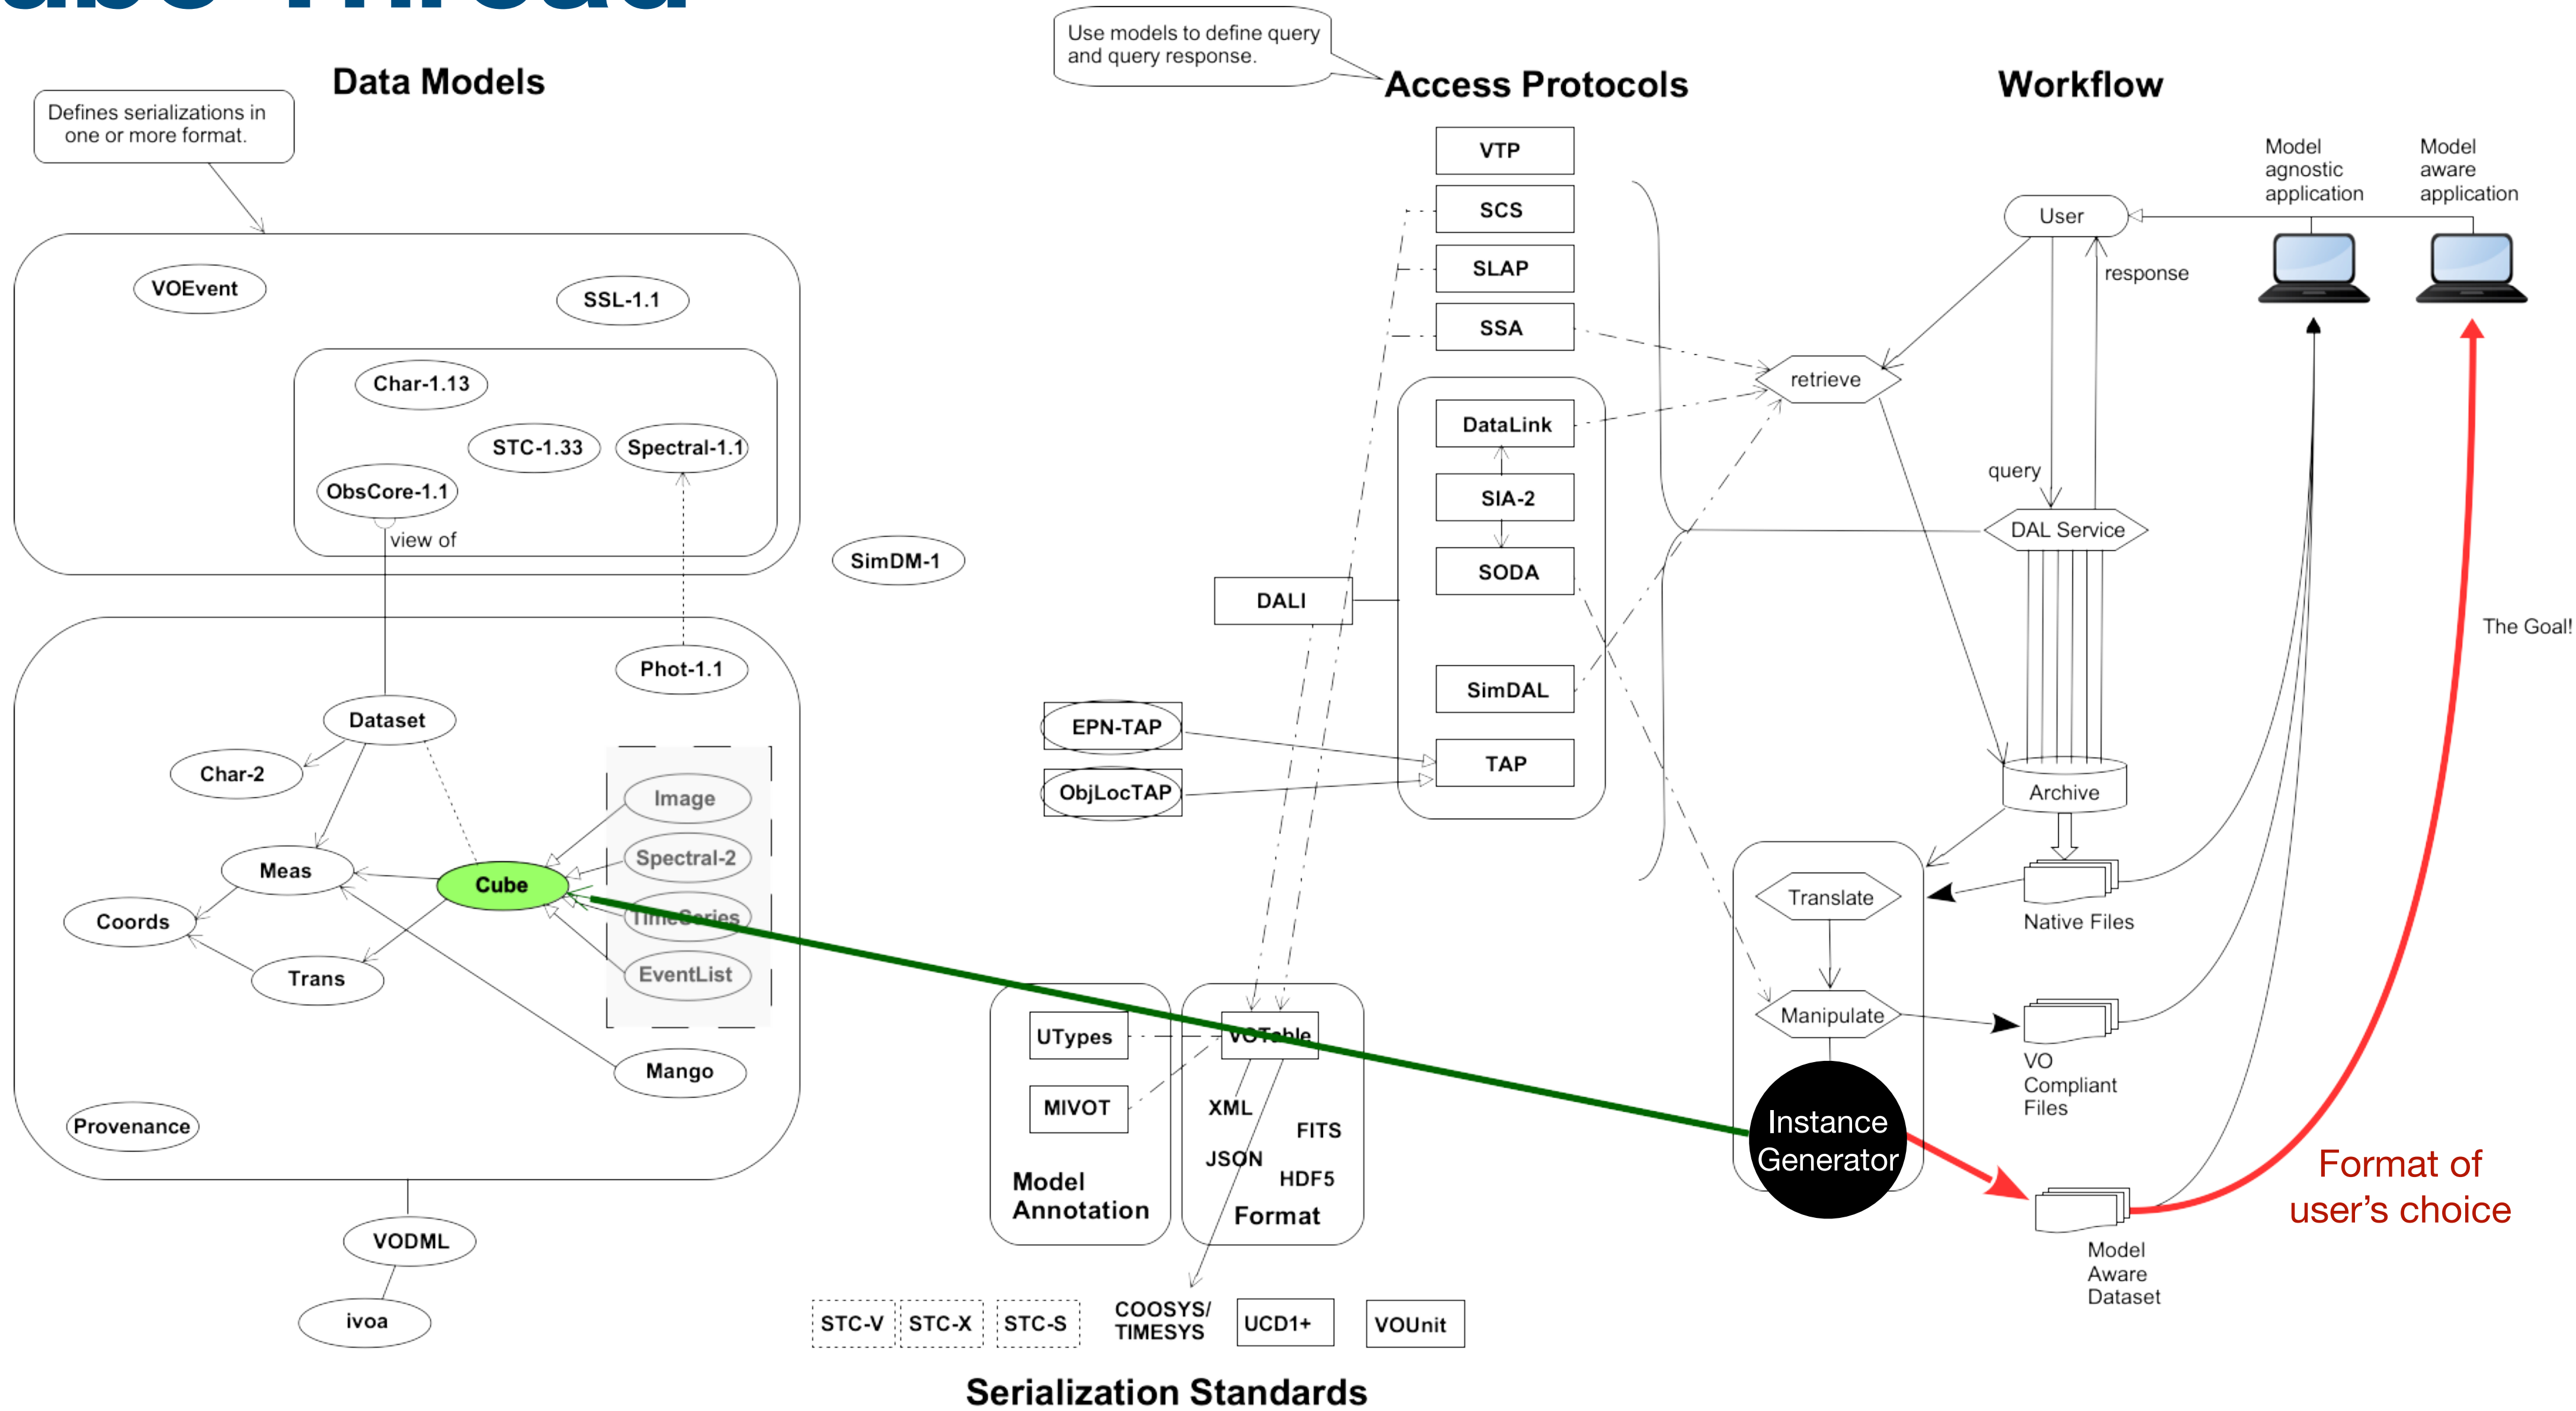 Use models to define query
and query response.
Data Models
Access Protocols
Workflow
Defines serializations in
one or more format.
VOEvent
SSL-1.1
Char-1.13
STC-1.33
Spectral-1.1
ObsCore-1.1
view of
SimDM-1
Phot-1.1
Dataset
Char-2
Image
Spectral-2
TimeSeries
EventList
Meas
Cube
Coords
Trans
Mango
Provenance
VODML
ivoa
VTP
SCS
SLAP
SSA
DataLink
SIA-2
SODA
DALI
SimDAL
EPN-TAP
TAP
ObjLocTAP
UTypes
MIVOT
Model
Annotation
VOTable
XML
FITS
JSON
HDF5
Format
STC-V
STC-X
STC-S
COOSYS/
TIMESYS
UCD1+
VOUnit
Serialization Standards
Model
agnostic
application
Model
aware
application
User
response
retrieve
query
DAL Service
The Goal!
Archive
Translate
Native Files
Manipulate
VO
Compliant
Files
Instance
Generator
Format of
user's choice
Model
Aware
Dataset